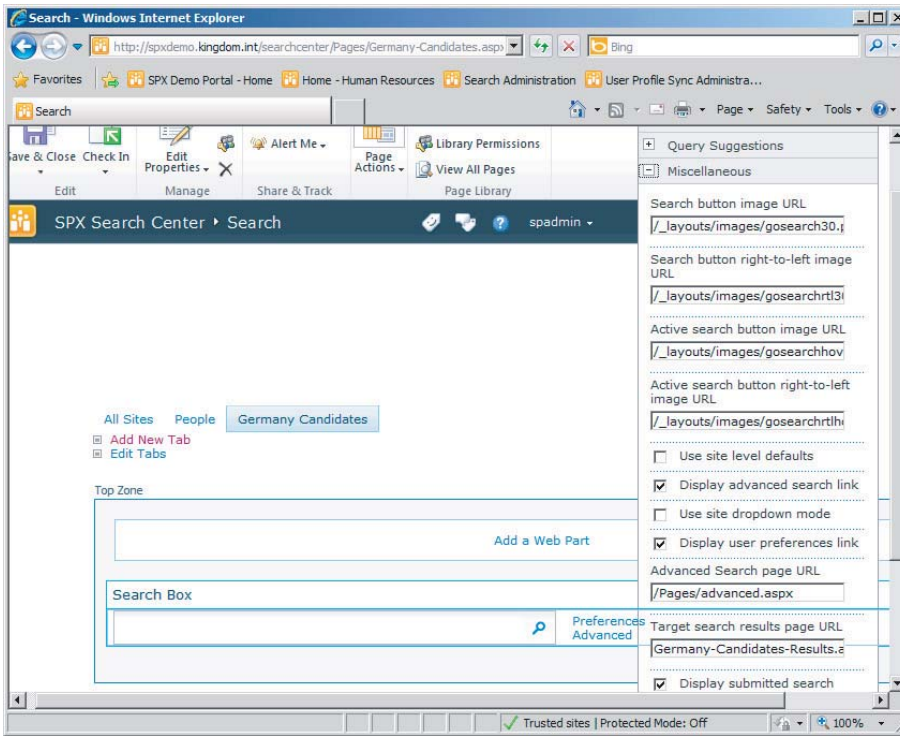 Search - Windows Internet Explorer
http://spxdemo.kingdom.int/searchcenter/Pages/Germany-Candidates.aspx
Bing
Favorites
SPX Demo Portal - Home
Home - Human Resources
Search Administration
User Profile Sync Administra...
Search
Page
Safety
Tools
Save & Close
Check In
Edit Properties
Alert Me
Page Actions
Library Permissions
View All Pages
Edit
Manage
Share & Track
Page Library
SPX Search Center
Search
spadmin
All Sites
People
Germany Candidates
Add New Tab
Edit Tabs
Top Zone
Add a Web Part
Search Box
Preferences
Advanced
Query Suggestions
Miscellaneous
Search button image URL
/_layouts/images/gosearch30.p
Search button right-to-left image
URL
/_layouts/images/gosearchrtl30
Active search button image URL
/_layouts/images/gosearchhov
Active search button right-to-left
image URL
/_layouts/images/gosearchrtlh
Use site level defaults
Display advanced search link
Use site dropdown mode
Display user preferences link
Advanced Search page URL
/Pages/advanced.aspx
Target search results page URL
Germany-Candidates-Results.a
Display submitted search
Trusted sites | Protected Mode: Off
100%